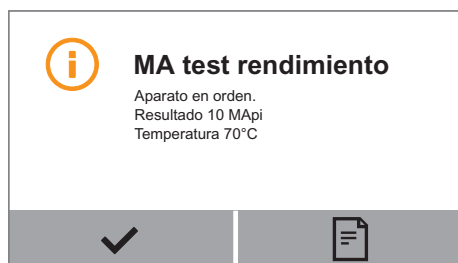 MA test rendimiento
Aparato en orden.
Resultado 10 MApi
Temperatura 70°C